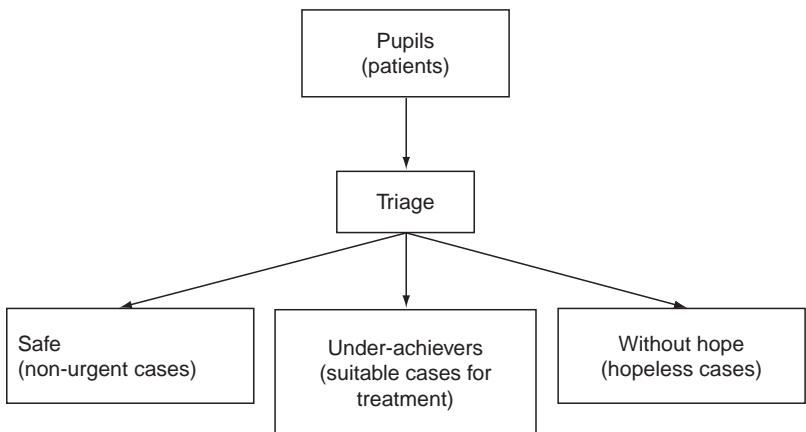 Pupils
(patients)
Triage
Safe
(non-urgent cases)
Under-achievers
(suitable cases for
treatment)
Without hope
(hopeless cases)